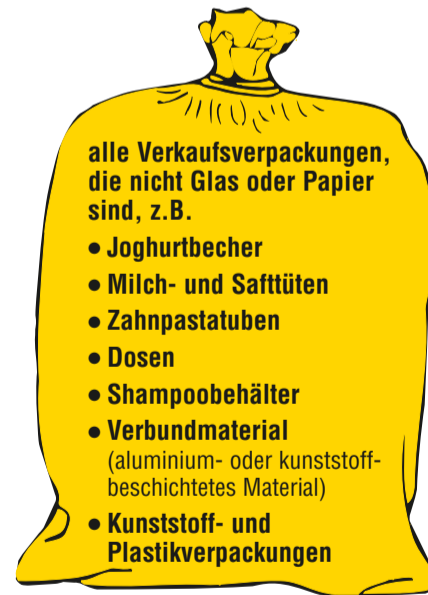 alle Verkaufsverpackungen,
die nicht Glas oder Papier
sind, z.B.
• Joghurtbecher
• Milch- und Safttüten
• Zahnpastatuben
• Dosen
• Shampoobehälter
• Verbundmaterial
(aluminium- oder kunststoff-
beschichtetes Material)
• Kunststoff- und
Plastikverpackungen